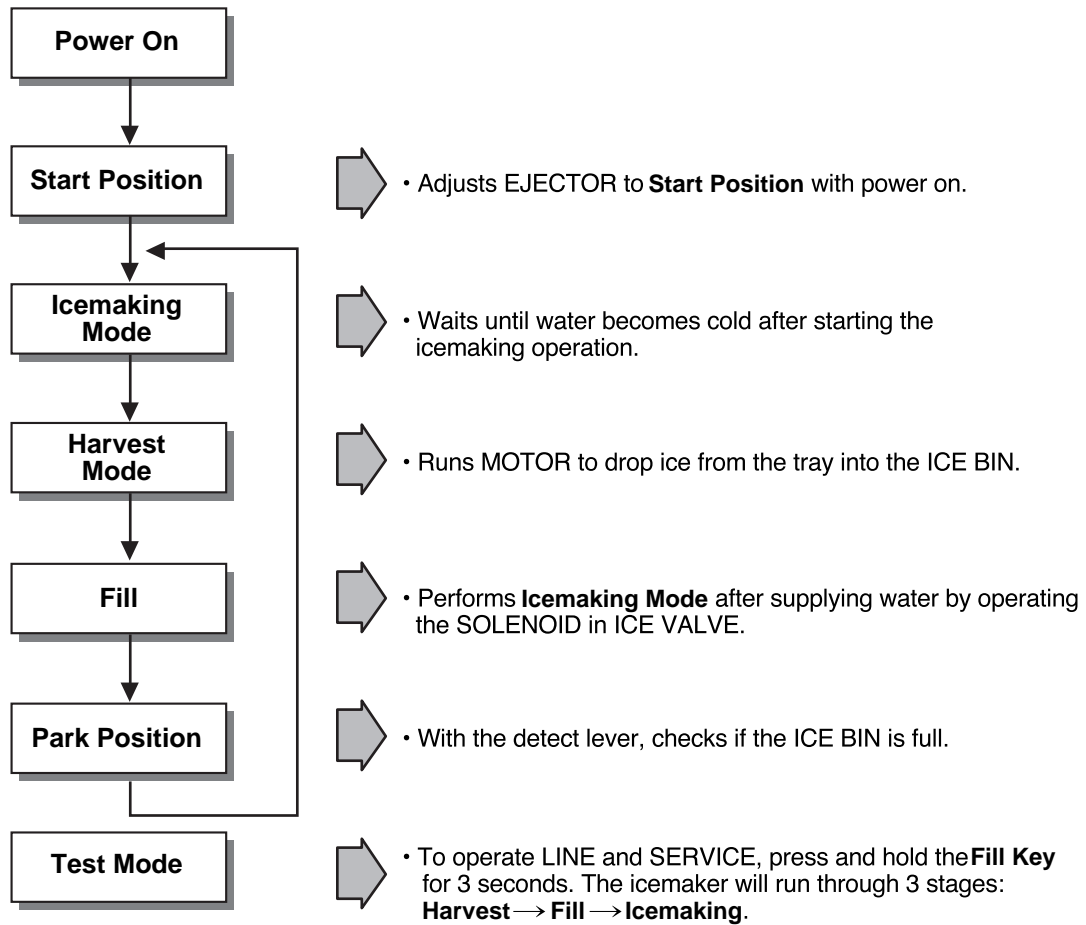 Power On
Start Position
• Adjusts EJECTOR to Start Position with power on.
Icemaking
Mode
• Waits until water becomes cold after starting the
icemaking operation.
Harvest
Mode
• Runs MOTOR to drop ice from the tray into the ICE BIN.
Fill
• Performs Icemaking Mode after supplying water by operating
the SOLENOID in ICE VALVE.
Park Position
• With the detect lever, checks if the ICE BIN is full.
Test Mode
• To operate LINE and SERVICE, press and hold the Fill Key
for 3 seconds. The icemaker will run through 3 stages:
Harvest → Fill → Icemaking.